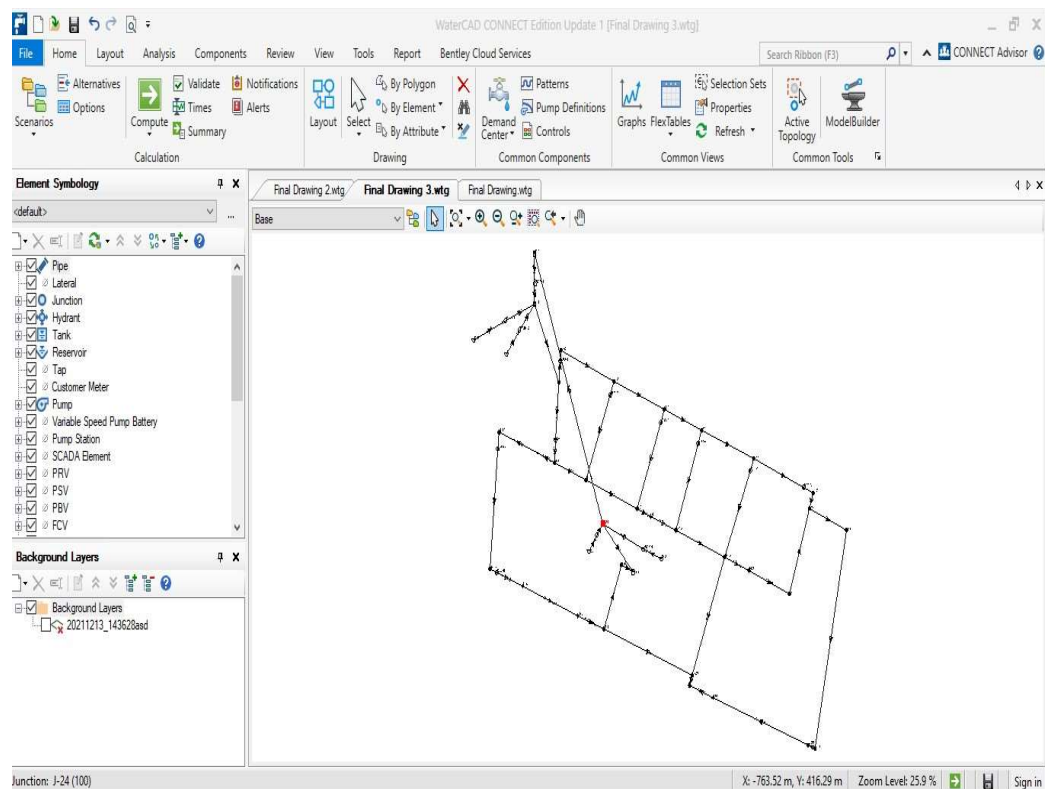 WaterCAD CONNECT Edition Update 1 [Final Drawing 3.wtg]
File Home Layout Analysis Components Review View Tools Report Bentley Cloud Services Search Ribbon (F3) CONNECT Advisor
Scenarios Alternatives Options Compute Validate Times Summary Notifications Alerts
Calculation
Layout Select By Polygon By Element By Attribute
Drawing
Demand Center Patterns Pump Definitions Controls
Common Components
Graphs FlexTables Selection Sets Properties Refresh
Common Views
Active Topology ModelBuilder
Common Tools
Element Symbology
<default>
Pipe
Lateral
Junction
Hydrant
Tank
Reservoir
Tap
Customer Meter
Pump
Variable Speed Pump Battery
Pump Station
SCADA Element
PRV
PSV
PBV
FCV
Background Layers
Background Layers
20211213_143628asd
Final Drawing 2.wtg Final Drawing 3.wtg Final Drawing.wtg
Base
Junction: J-24 (100) X: -763.52 m, Y: 416.29 m Zoom Level: 25.9 % Sign in